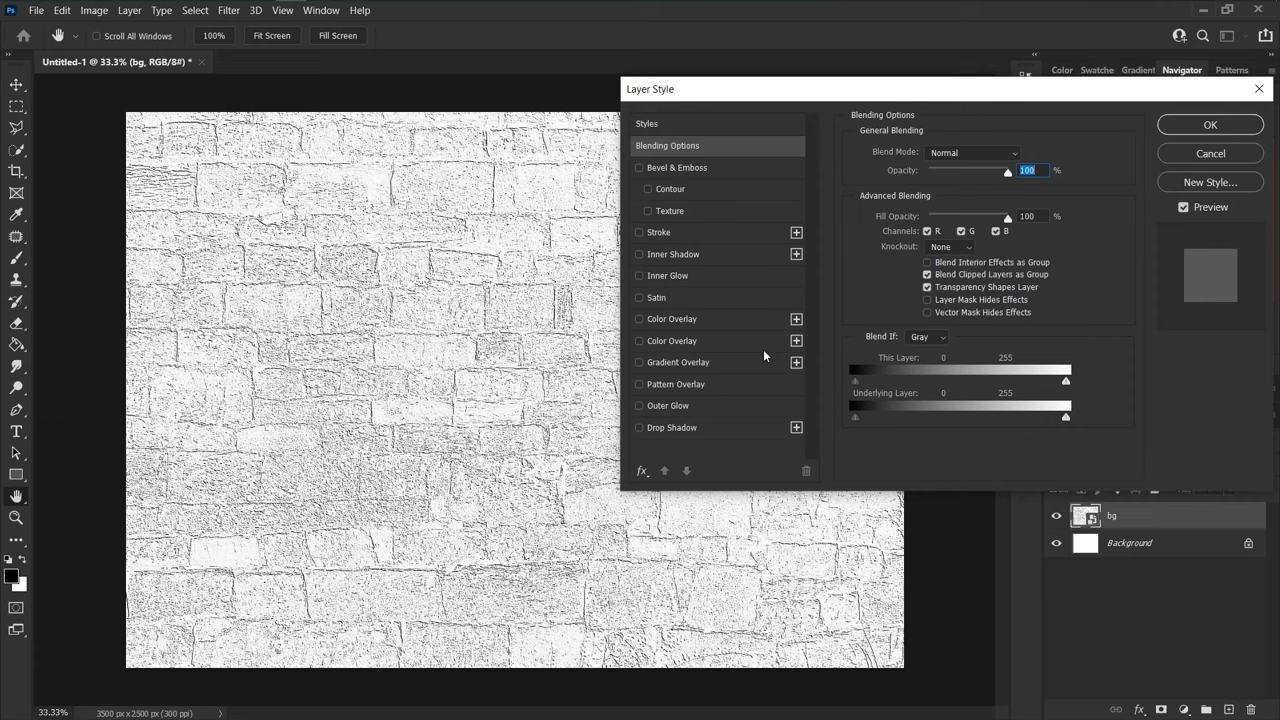 Ps File Edit Image Layer Type Select Filter 3D View Window Help
Scroll All Windows 100% Fit Screen Fill Screen
Untitled-1 @ 33.3% (bg, RGB/8#) * ×
Color Swatche Gradient Navigator Patterns
Layer Style
Styles
Blending Options
Bevel & Emboss
Contour
Texture
Stroke
Inner Shadow
Inner Glow
Satin
Color Overlay
Color Overlay
Gradient Overlay
Pattern Overlay
Outer Glow
Drop Shadow
fx
Blending Options
General Blending
Blend Mode: Normal
Opacity: 100 %
Advanced Blending
Fill Opacity: 100 %
Channels: R G B
Knockout: None
Blend Interior Effects as Group
Blend Clipped Layers as Group
Transparency Shapes Layer
Layer Mask Hides Effects
Vector Mask Hides Effects
Blend If: Gray
This Layer: 0 255
Underlying Layer: 0 255
OK
Cancel
New Style...
Preview
bg
Background
fx
33.33% 3500 px x 2500 px (300 ppi)